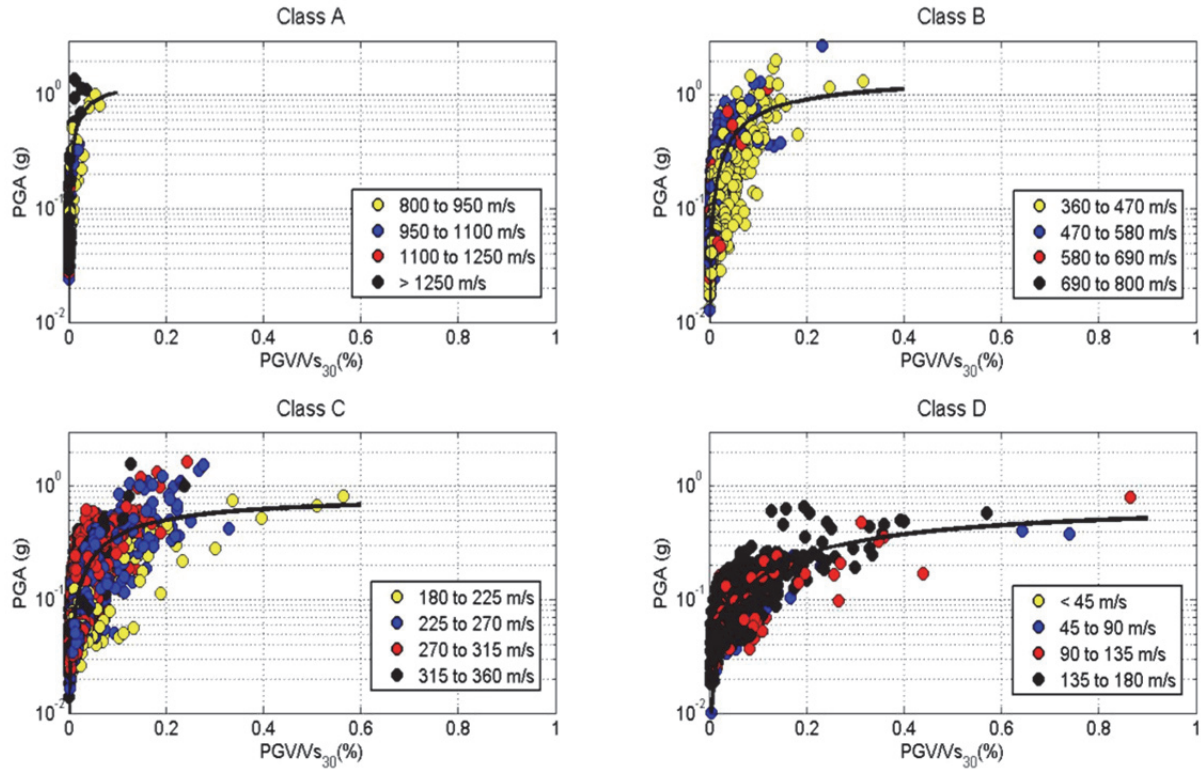 Class A
PGA (g)
10^0
10^-1
10^-2
0 0.2 0.4 0.6 0.8 1
PGV/Vs_30(%)
800 to 950 m/s
950 to 1100 m/s
1100 to 1250 m/s
> 1250 m/s
Class B
PGA (g)
10^0
10^-1
10^-2
0 0.2 0.4 0.6 0.8 1
PGV/Vs_30(%)
360 to 470 m/s
470 to 580 m/s
580 to 690 m/s
690 to 800 m/s
Class C
PGA (g)
10^0
10^-1
10^-2
0 0.2 0.4 0.6 0.8 1
PGV/Vs_30(%)
180 to 225 m/s
225 to 270 m/s
270 to 315 m/s
315 to 360 m/s
Class D
PGA (g)
10^0
10^-1
10^-2
0 0.2 0.4 0.6 0.8 1
PGV/Vs_30(%)
< 45 m/s
45 to 90 m/s
90 to 135 m/s
135 to 180 m/s